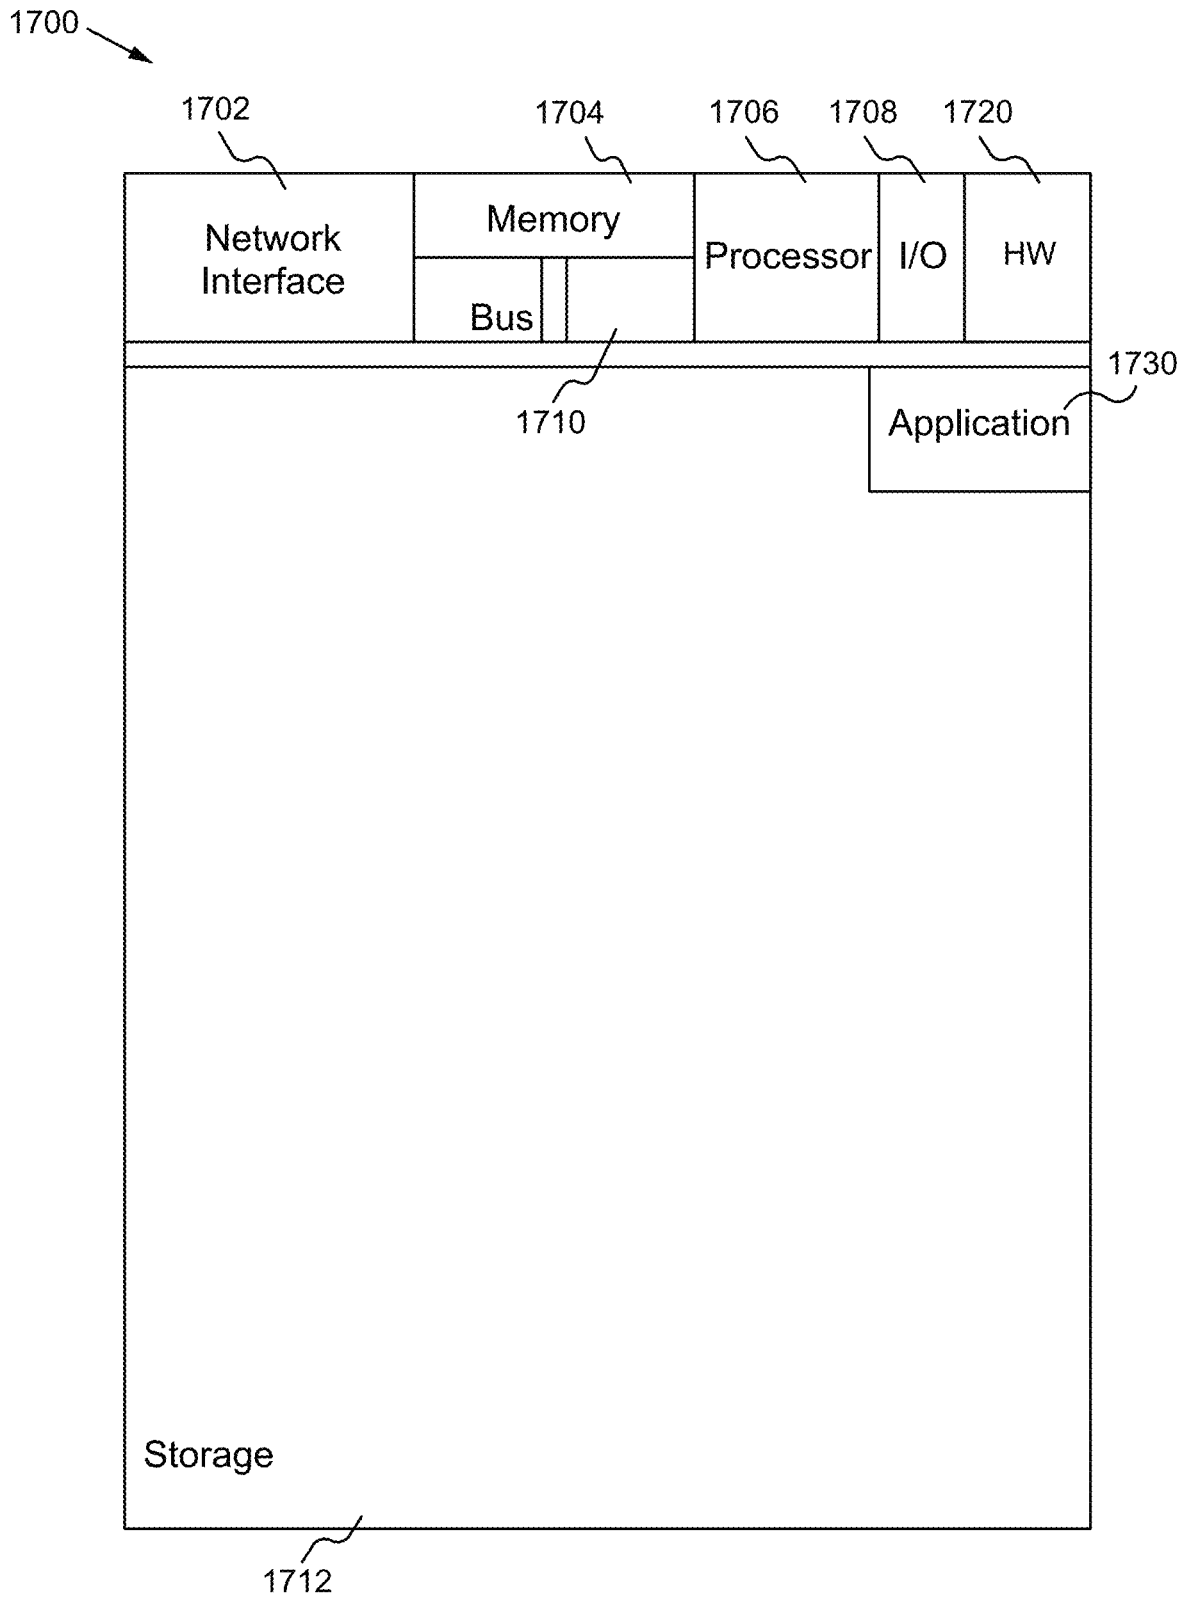 1700
1702
1704
1706
1708
1720
Network
Interface
Memory
Processor
I/O
HW
Bus
1730
1710
Application
Storage
1712